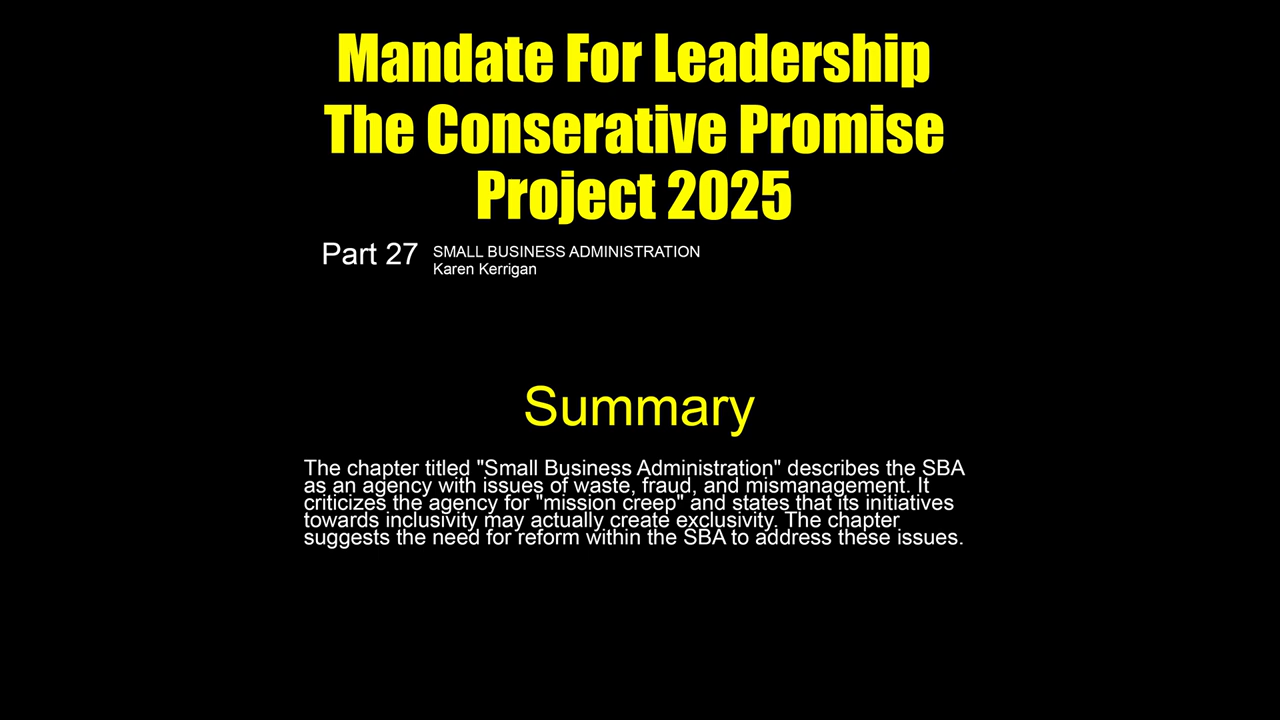 Mandate For Leadership
The Conserative Promise
Project 2025
Part 27
SMALL BUSINESS ADMINISTRATION
Karen Kerrigan
Summary
The chapter titled "Small Business Administration" describes the SBA
as an agency with issues of waste, fraud, and mismanagement. It
criticizes the agency for "mission creep" and states that its initiatives
towards inclusivity may actually create exclusivity. The chapter
suggests the need for reform within the SBA to address these issues.